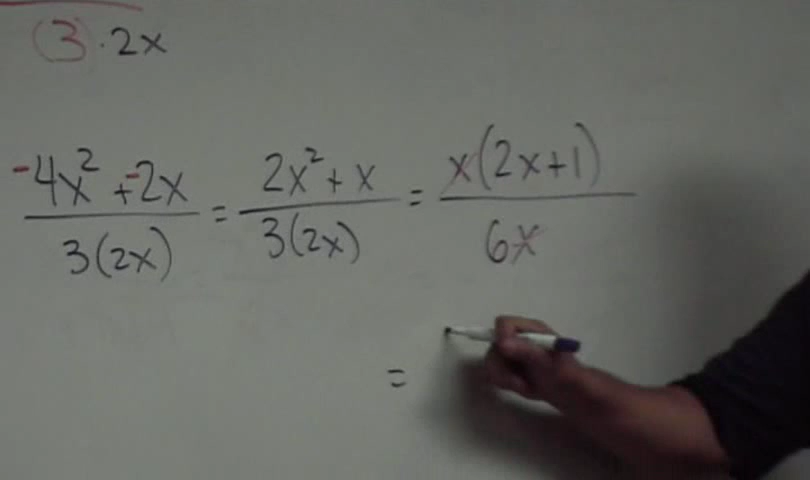 (3) · 2x
(-4x² + -2x)/(3(2x)) = (2x² + x)/(3(2x)) = (x(2x+1))/(6x)
=